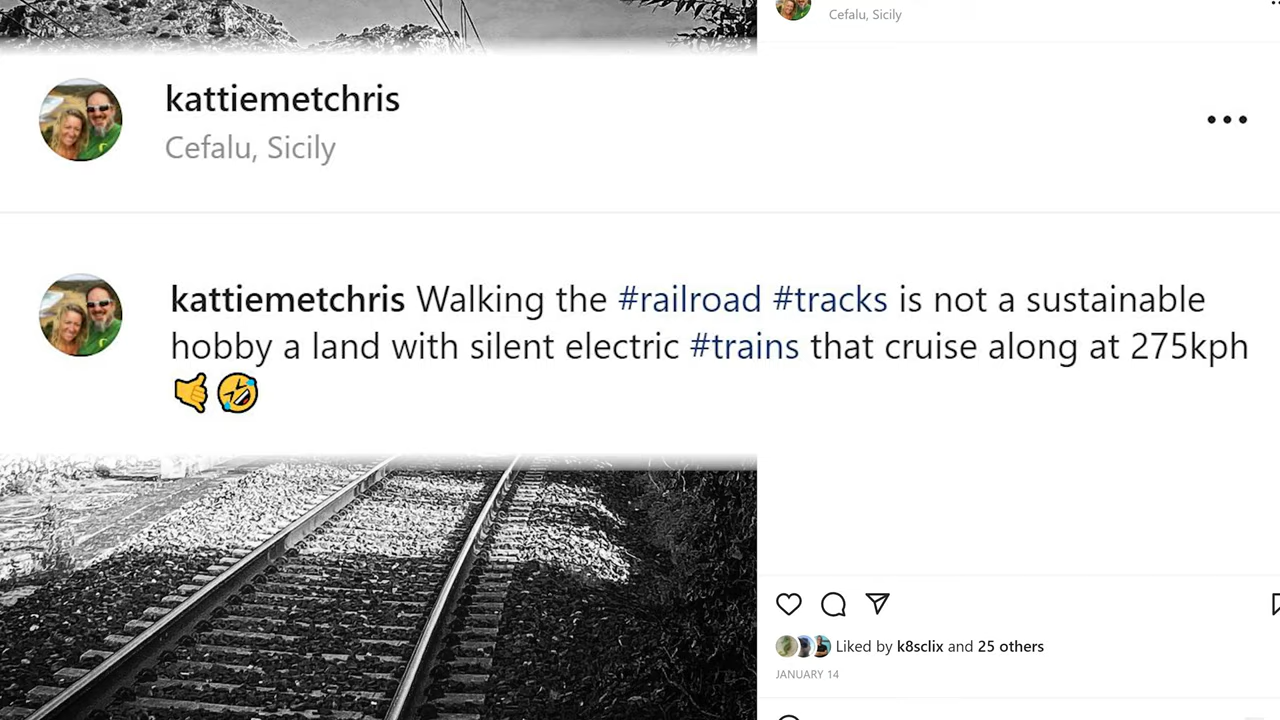 Cefalu, Sicily
kattiemetchris
Cefalu, Sicily
kattiemetchris Walking the #railroad #tracks is not a sustainable
hobby a land with silent electric #trains that cruise along at 275kph
🤙🤣
Liked by k8sclix and 25 others
JANUARY 14